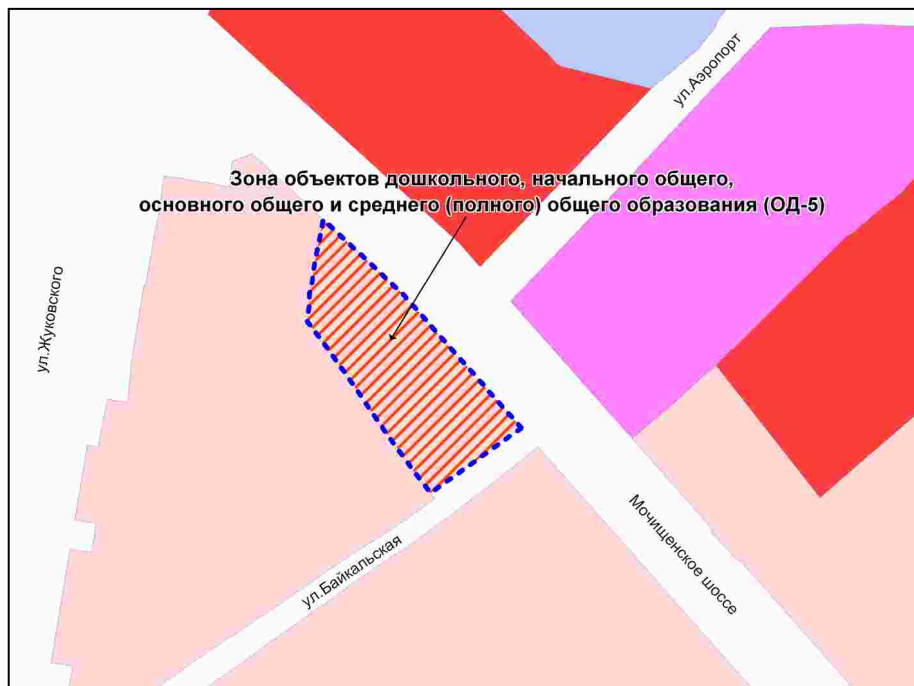 ул.Аэропорт
Зона объектов дошкольного, начального общего,
основного общего и среднего (полного) общего образования (ОД-5)
ул.Жуковского
ул.Байкальская
Мочищенское шоссе